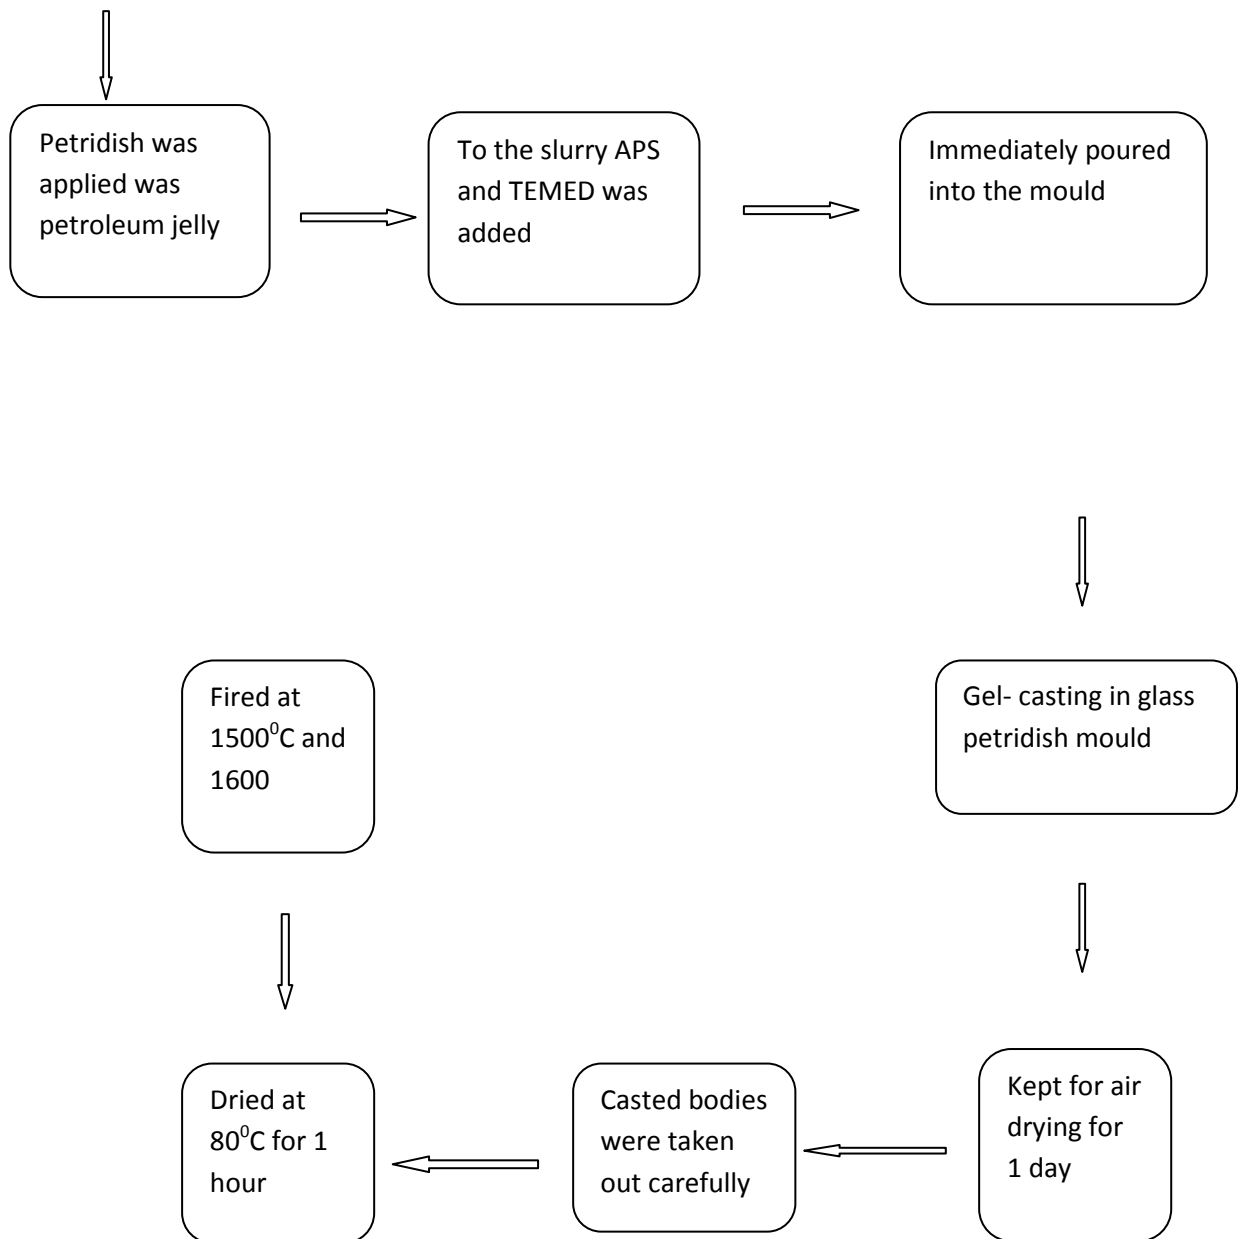 Petridish was
applied was
petroleum jelly
To the slurry APS
and TEMED was
added
Immediately poured
into the mould
Gel- casting in glass
petridish mould
Kept for air
drying for
1 day
Casted bodies
were taken
out carefully
Dried at
80⁰C for 1
hour
Fired at
1500⁰C and
1600